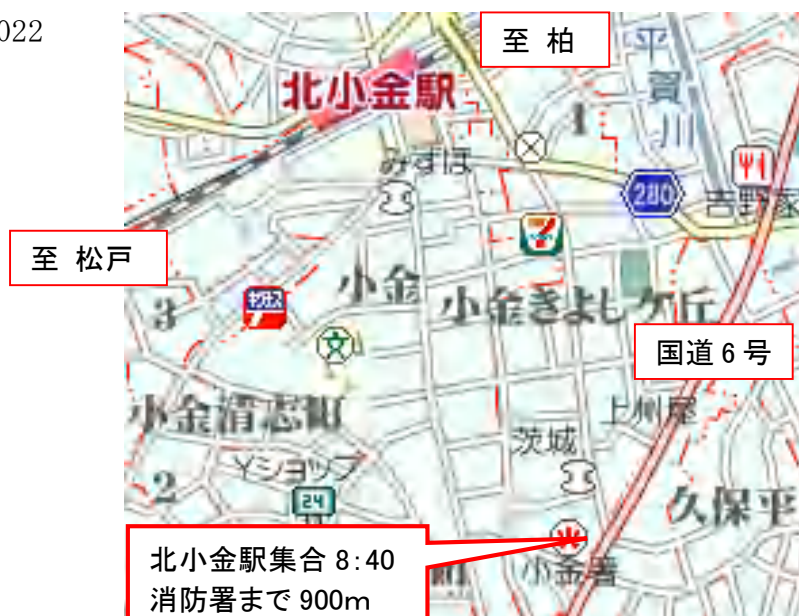 022
至 柏
平賀川
北小金駅
1
みずほ
280
吉野家
至 松戸
小金
小金きよしケ丘
3
国道6号
小金清志町
上州屋
茨城
Yショップ
2
24
久保平
北小金駅集合 8:40
消防署まで 900m
小金署